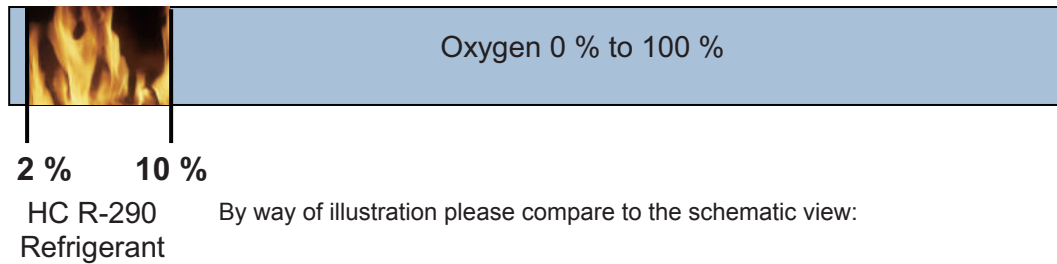 Oxygen 0 % to 100 %
2 % 10 %
HC R-290
Refrigerant
By way of illustration please compare to the schematic view: